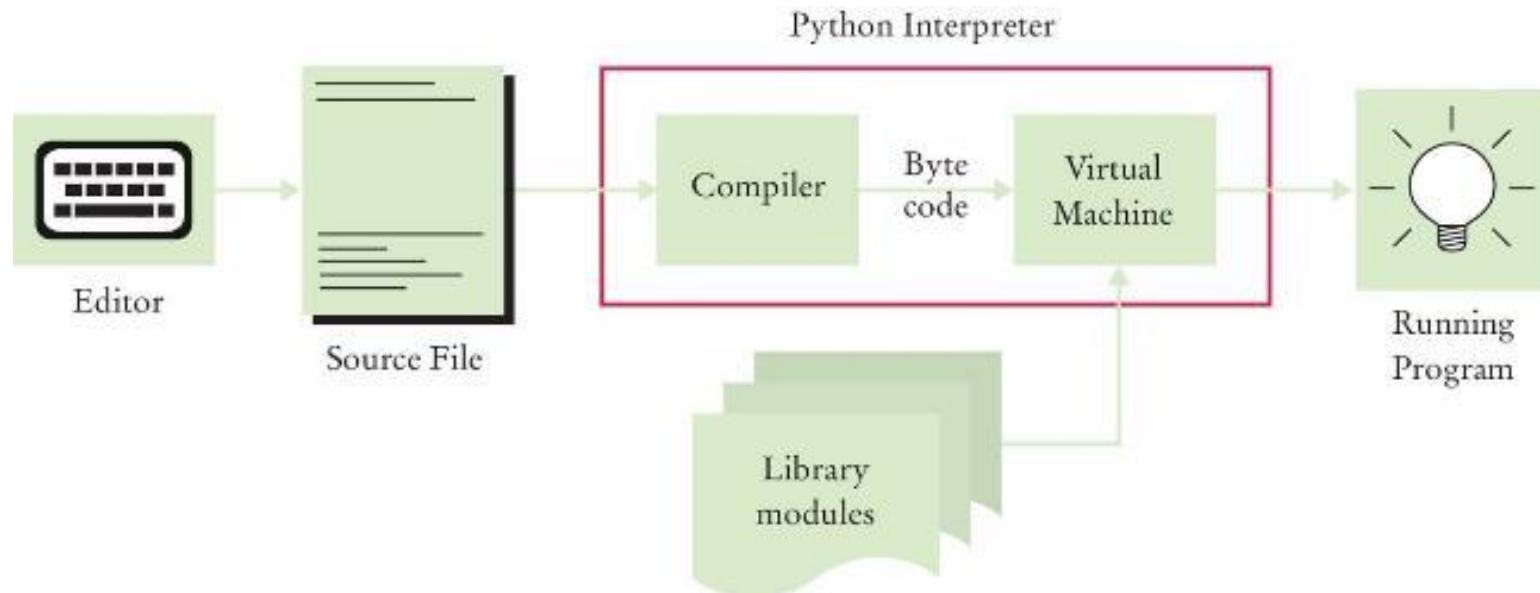 Python Interpreter
Editor
Source File
Compiler
Byte
code
Virtual
Machine
Library
modules
Running
Program